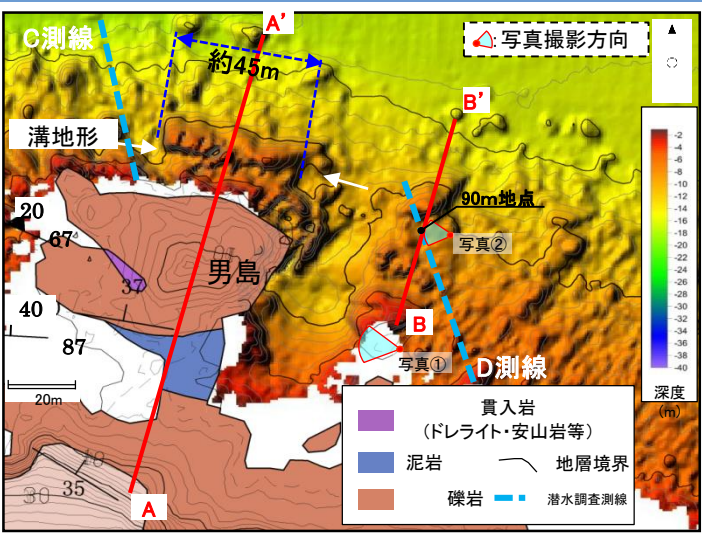 C測線
A'
:写真撮影方向
約45m
B'
溝地形
90m地点
写真②
20
67
男島
37
40
87
B
写真①
D測線
20m
A
35
30
-2
-4
-6
-8
-10
-12
-14
-16
-18
-20
-22
-24
-26
-28
-30
-32
-34
-36
-38
-40
深度
(m)
貫入岩
(ドレライト・安山岩等)
泥岩
地層境界
礫岩
潜水調査測線